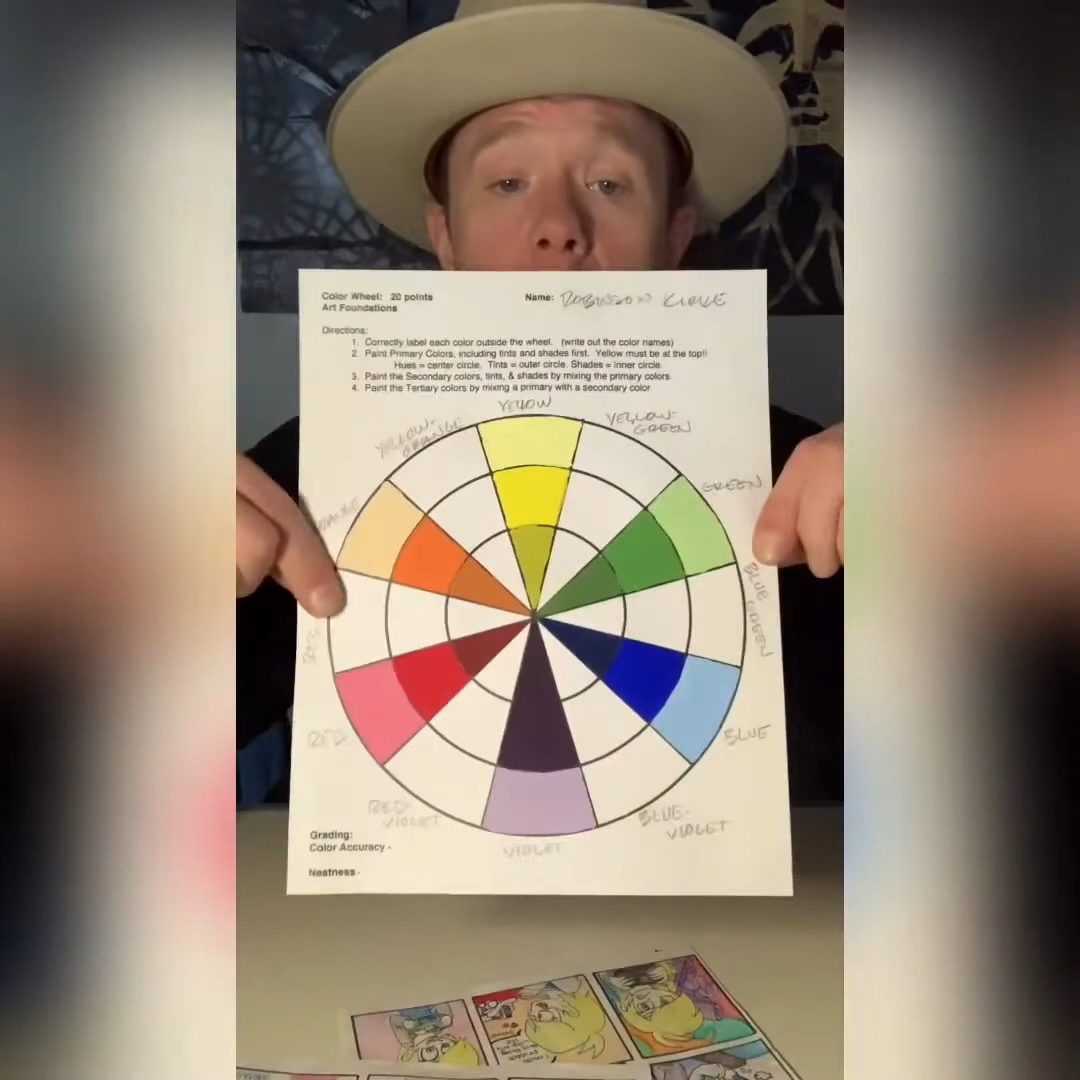 Color Wheel: 20 points
Art Foundations
Name: ROBINSON KIRKE
Directions:
1. Correctly label each color outside the wheel. (write out the color names)
2. Paint Primary Colors, including tints and shades first. Yellow must be at the top!!
Hues = center circle. Tints = outer circle. Shades = inner circle.
3. Paint the Secondary colors, tints, & shades by mixing the primary colors.
4. Paint the Tertiary colors by mixing a primary with a secondary color.
YELLOW
YELLOW-
GREEN
YELLOW-
ORANGE
GREEN
ORANGE
BLUE
GREEN
RED
BLUE
RED-
VIOLET
BLUE-
VIOLET
VIOLET
Grading:
Color Accuracy -
Neatness -